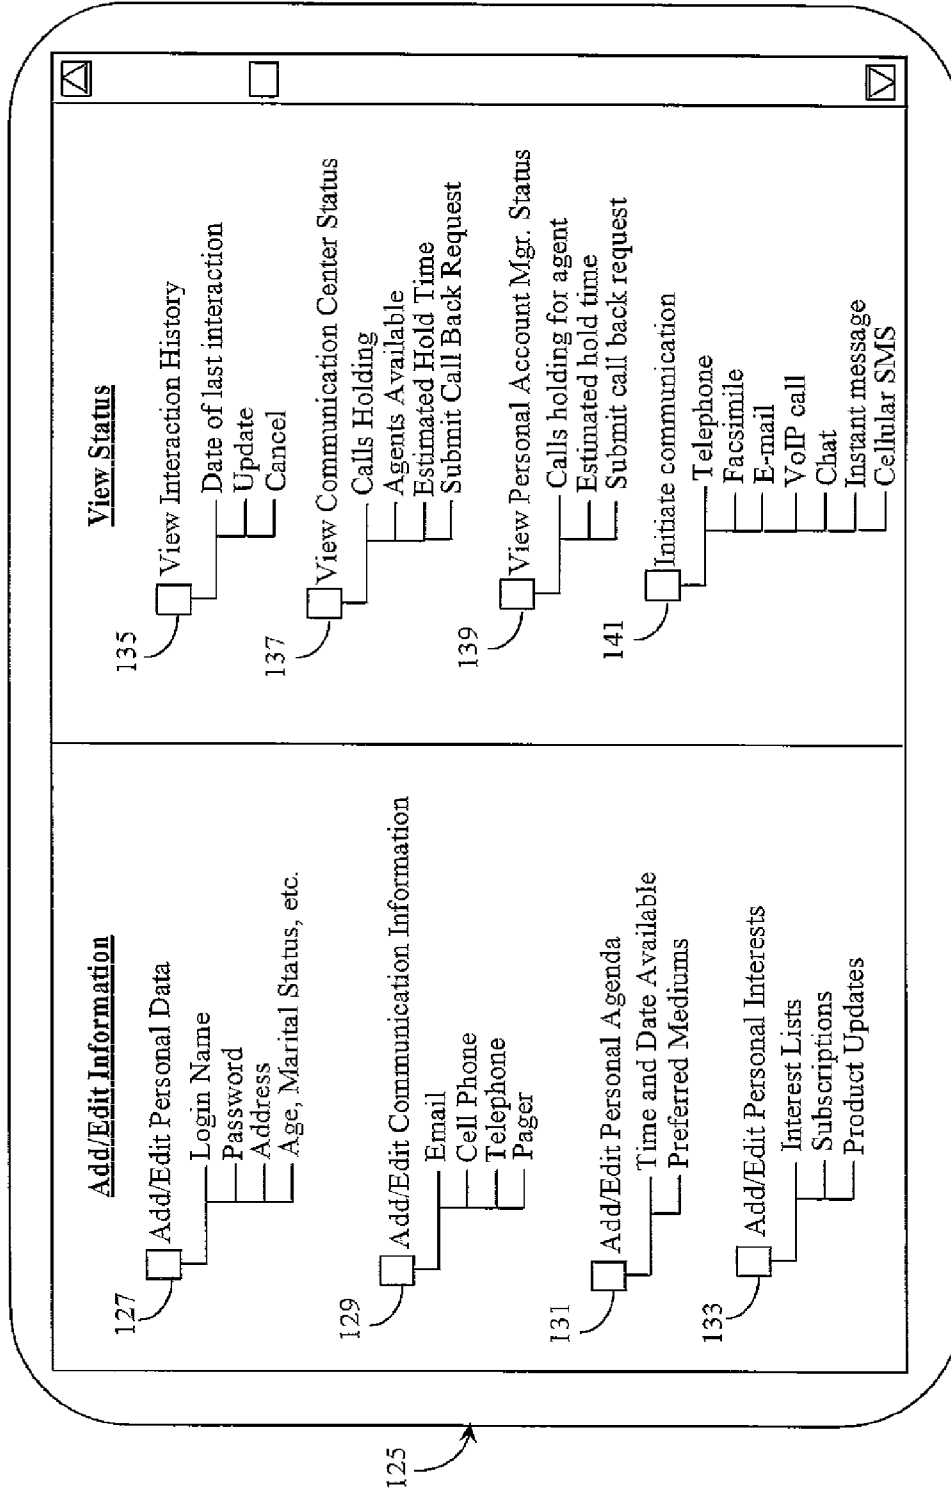 Add/Edit Information
127
Add/Edit Personal Data
Login Name
Password
Address
Age, Marital Status, etc.
129
Add/Edit Communication Information
Email
Cell Phone
Telephone
Pager
131
Add/Edit Personal Agenda
Time and Date Available
Preferred Mediums
133
Add/Edit Personal Interests
Interest Lists
Subscriptions
Product Updates
View Status
135
View Interaction History
Date of last interaction
Update
Cancel
137
View Communication Center Status
Calls Holding
Agents Available
Estimated Hold Time
Submit Call Back Request
139
View Personal Account Mgr. Status
Calls holding for agent
Estimated hold time
Submit call back request
141
Initiate communication
Telephone
Facsimile
E-mail
VoIP call
Chat
Instant message
Cellular SMS
125